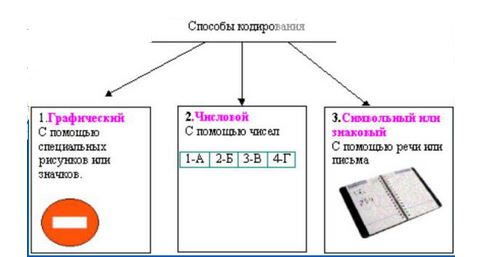 Способы кодирования
1.Графический
С помощью
специальных
рисунков или
значков.
2.Числовой
С помощью чисел
1-А 2-Б 3-В 4-Г
3.Символьный или
знаковый
С помощью речи или
письма